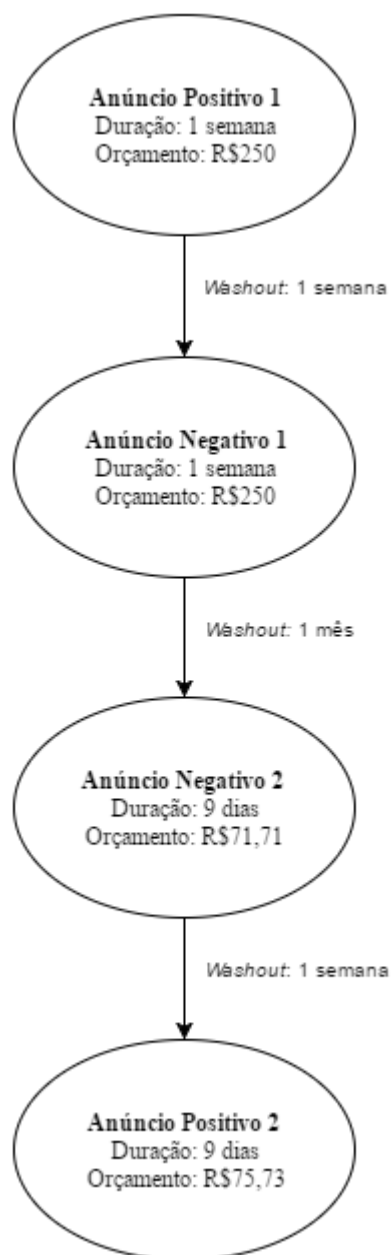 Anúncio Positivo 1
Duração: 1 semana
Orçamento: R$250
Washout: 1 semana
Anúncio Negativo 1
Duração: 1 semana
Orçamento: R$250
Washout: 1 mês
Anúncio Negativo 2
Duração: 9 dias
Orçamento: R$71,71
Washout: 1 semana
Anúncio Positivo 2
Duração: 9 dias
Orçamento: R$75,73